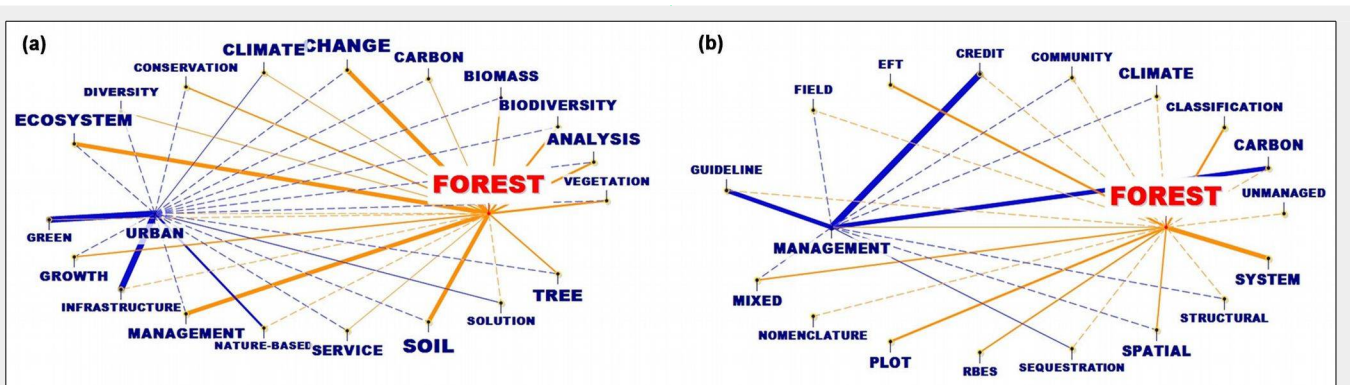 (a)
CLIMATE
CHANGE
CONSERVATION
CARBON
BIOMASS
DIVERSITY
BIODIVERSITY
ECOSYSTEM
ANALYSIS
FOREST
VEGETATION
GREEN
URBAN
GROWTH
INFRASTRUCTURE
TREE
SOLUTION
MANAGEMENT
NATURE-BASED
SERVICE
SOIL
(b)
CREDIT
COMMUNITY
EFT
CLIMATE
FIELD
CLASSIFICATION
CARBON
GUIDELINE
FOREST
UNMANAGED
MANAGEMENT
SYSTEM
MIXED
STRUCTURAL
NOMENCLATURE
SPATIAL
PLOT
RBES
SEQUESTRATION